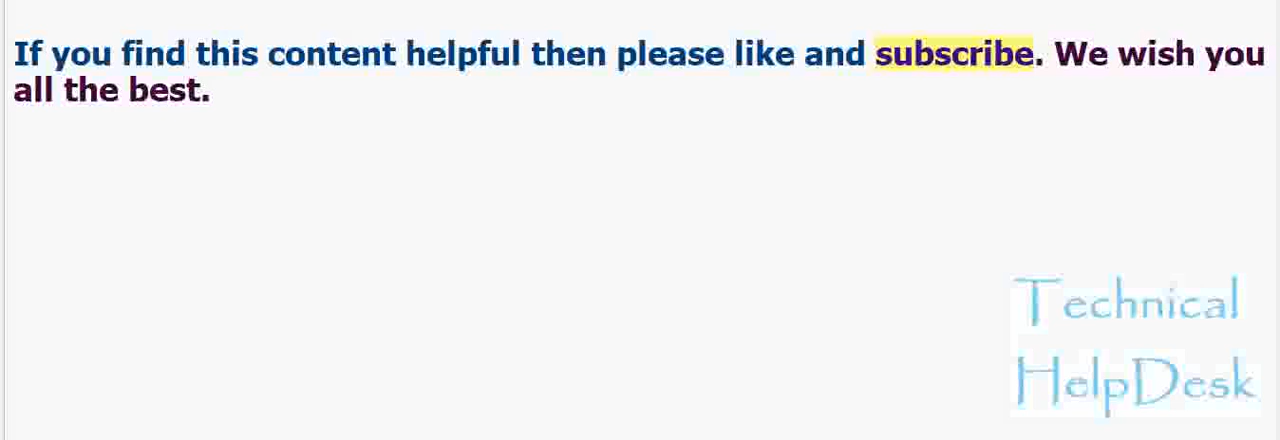 If you find this content helpful then please like and subscribe. We wish you
all the best.
Technical
HelpDesk